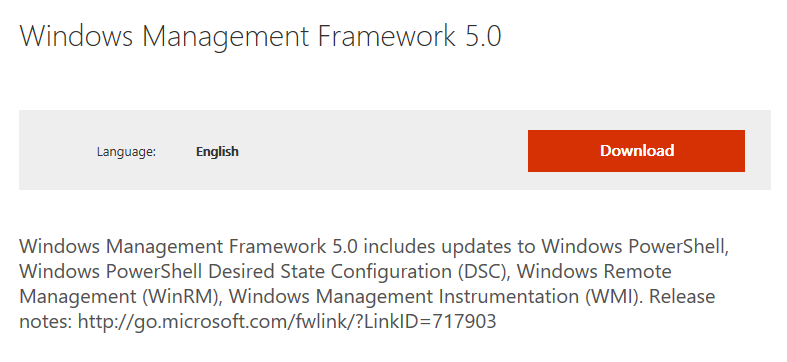 Windows Management Framework 5.0
Language: English Download
Windows Management Framework 5.0 includes updates to Windows PowerShell,
Windows PowerShell Desired State Configuration (DSC), Windows Remote
Management (WinRM), Windows Management Instrumentation (WMI). Release
notes: http://go.microsoft.com/fwlink/?LinkID=717903